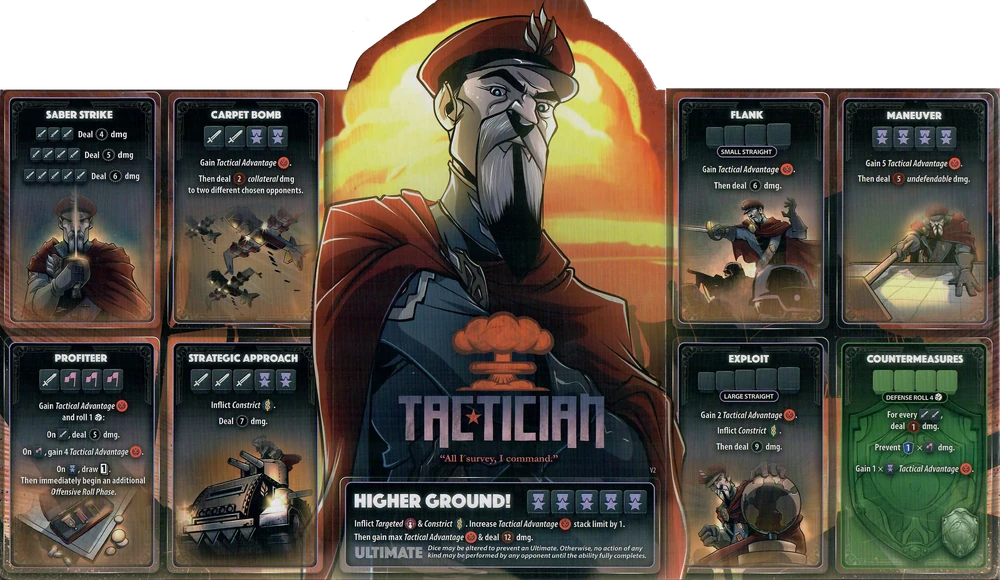 SABER STRIKE
Deal 4 dmg
Deal 5 dmg
Deal 6 dmg
CARPET BOMB
Gain Tactical Advantage .
Then deal 2 collateral dmg
to two different chosen opponents.
PROFITEER
Gain Tactical Advantage
and roll 1 :
On , deal 5 dmg.
On , gain 4 Tactical Advantage .
On , draw 1 .
Then immediately begin an additional
Offensive Roll Phase.
STRATEGIC APPROACH
Inflict Constrict .
Deal 7 dmg.
TACTICIAN
“All I survey, I command.”
V2
HIGHER GROUND!
Inflict Targeted & Constrict . Increase Tactical Advantage stack limit by 1.
Then gain max Tactical Advantage & deal 12 dmg.
ULTIMATE
Dice may be altered to prevent an Ultimate. Otherwise, no action of any
kind may be performed by any opponent until the ability fully completes.
FLANK
SMALL STRAIGHT
Gain Tactical Advantage .
Then deal 6 dmg.
MANEUVER
Gain 5 Tactical Advantage .
Then deal 5 undefendable dmg.
EXPLOIT
LARGE STRAIGHT
Gain 2 Tactical Advantage .
Inflict Constrict .
Then deal 9 dmg.
COUNTERMEASURES
DEFENSE ROLL 4
For every ,
deal 1 dmg.
Prevent 1 × dmg.
Gain 1 × Tactical Advantage .